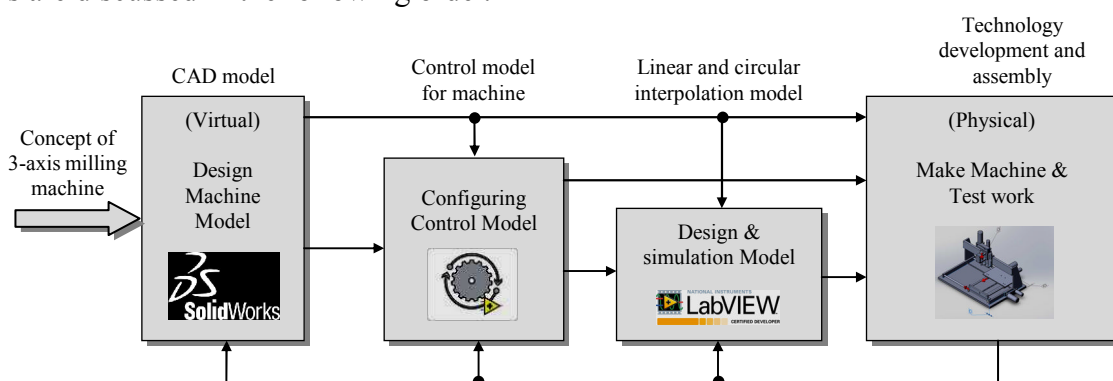 Technology
development and
assembly
CAD model
Control model
for machine
Linear and circular
interpolation model
Concept of
3-axis milling
machine
(Virtual)
Design
Machine
Model
SolidWorks
Configuring
Control Model
Design &
simulation Model
NATIONAL INSTRUMENTS
LabVIEW
CERTIFIED DEVELOPER
(Physical)
Make Machine &
Test work